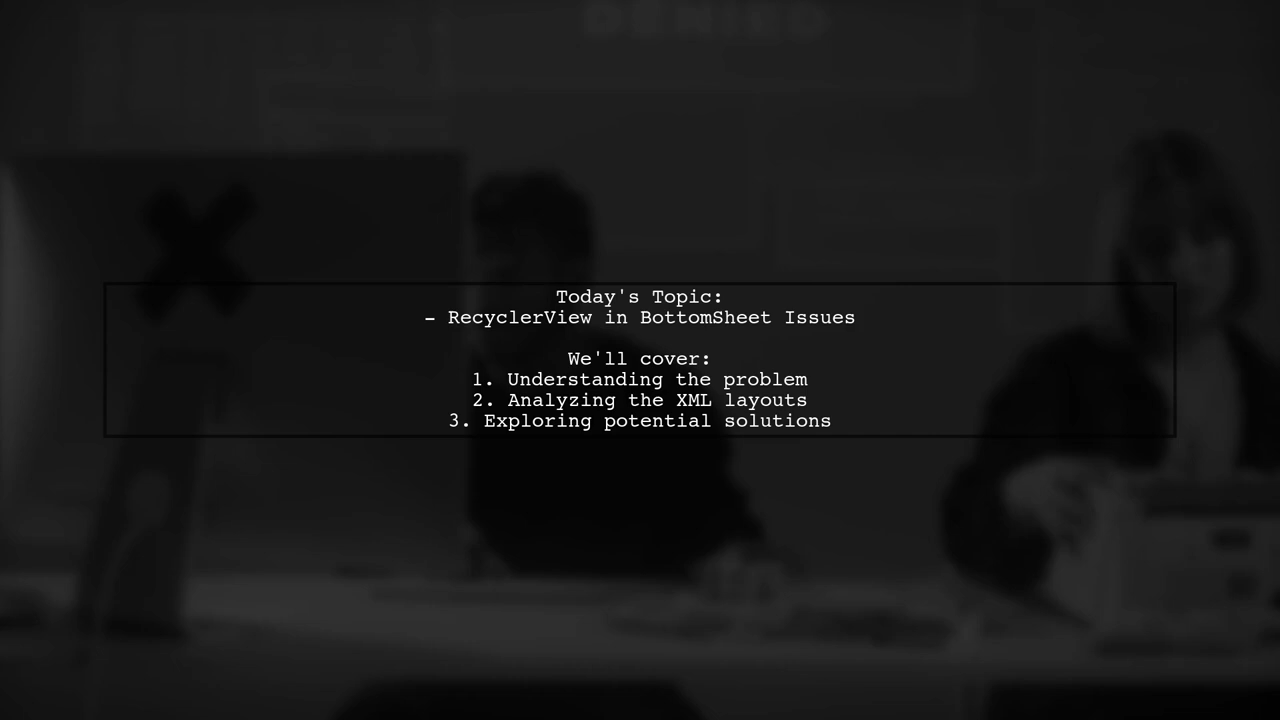 DENIED
Today's Topic:
- RecyclerView in BottomSheet Issues
We'll cover:
1. Understanding the problem
2. Analyzing the XML layouts
3. Exploring potential solutions